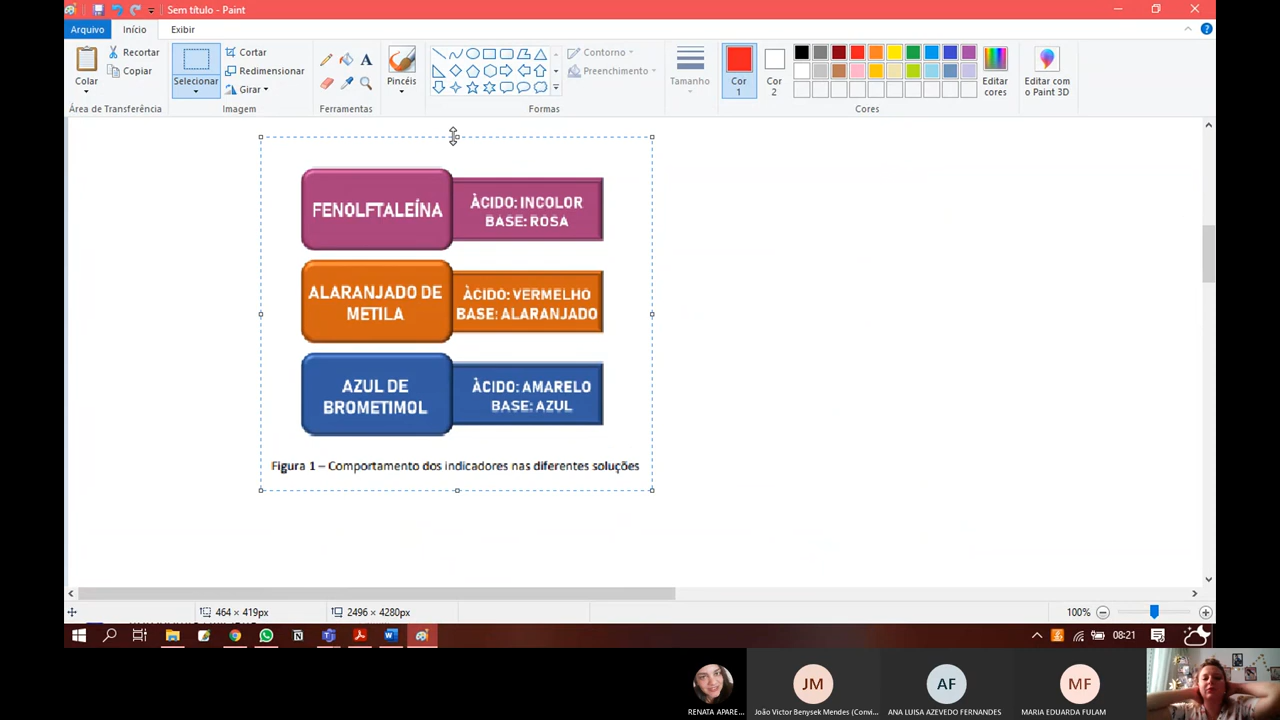 Sem título - Paint
Arquivo Início Exibir
Colar
Recortar
Copiar
Área de Transferência
Selecionar
Cortar
Redimensionar
Girar
Imagem
Ferramentas
Pincéis
Contorno
Preenchimento
Formas
Tamanho
Cor
1
Cor
2
Cores
Editar
cores
Editar com
o Paint 3D
FENOLFTALEÍNA
ÀCIDO: INCOLOR
BASE: ROSA
ALARANJADO DE
METILA
ÀCIDO: VERMELHO
BASE: ALARANJADO
AZUL DE
BROMETIMOL
ÀCIDO: AMARELO
BASE: AZUL
Figura 1 – Comportamento dos indicadores nas diferentes soluções
464 × 419px
2496 × 4280px
100%
08:21
JM
AF
MF
RENATA APARE...
João Victor Benysek Mendes (Convi...
ANA LUISA AZEVEDO FERNANDES
MARIA EDUARDA FULAM